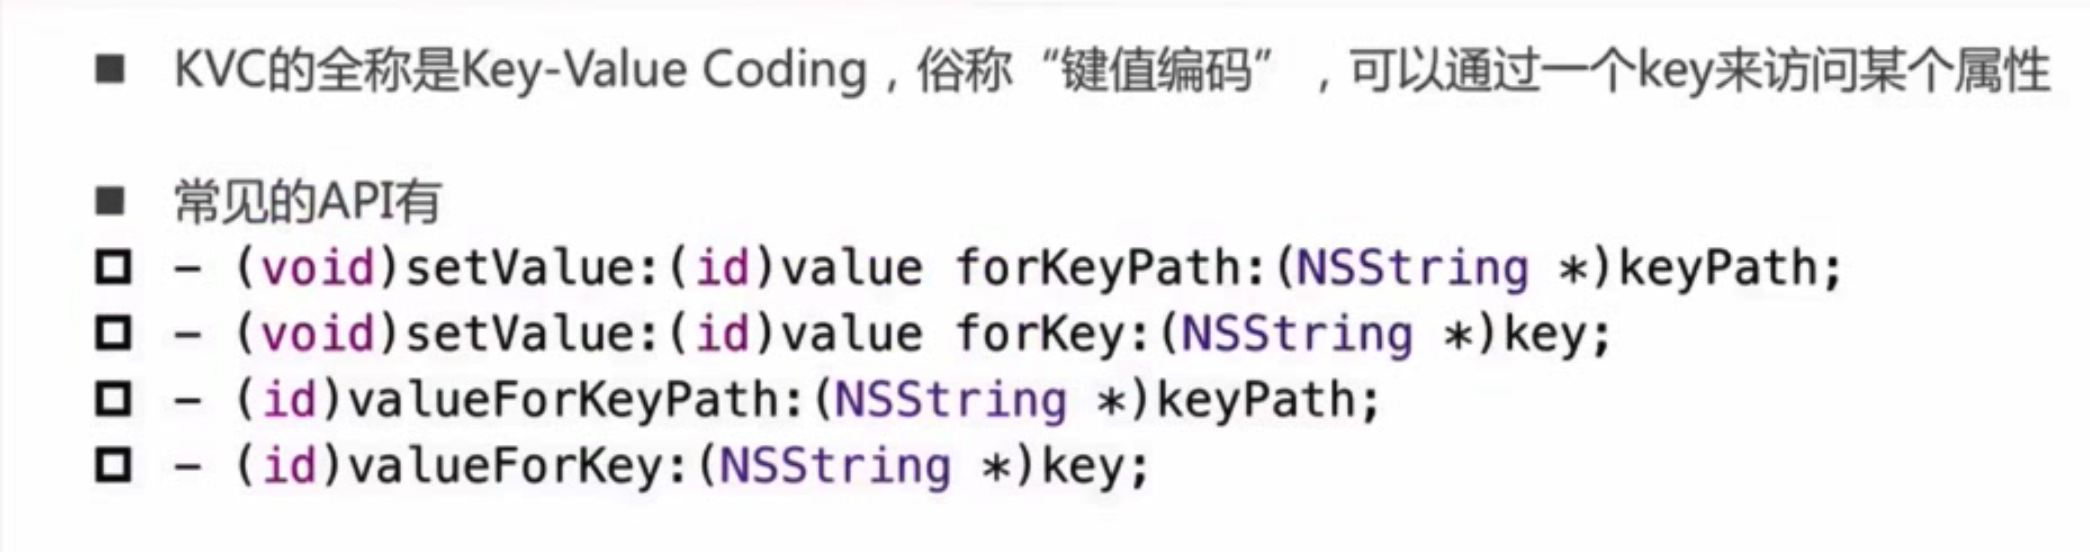 ■ KVC的全称是Key-Value Coding，俗称“键值编码”，可以通过一个key来访问某个属性
■ 常见的API有
□ - (void)setValue:(id)value forKeyPath:(NSString *)keyPath;
□ - (void)setValue:(id)value forKey:(NSString *)key;
□ - (id)valueForKeyPath:(NSString *)keyPath;
□ - (id)valueForKey:(NSString *)key;